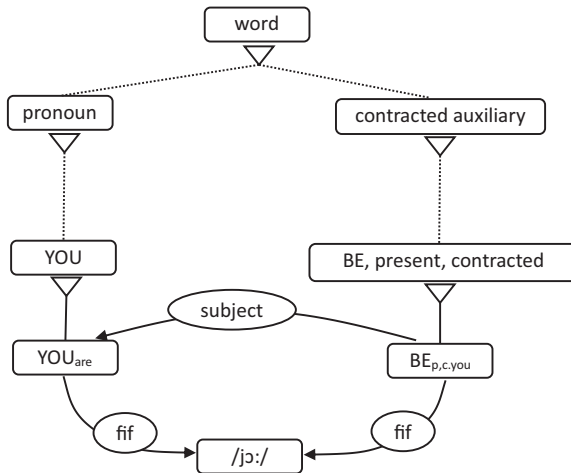 word
pronoun
contracted auxiliary
YOU
BE, present, contracted
subject
YOUare
BEp,c.you
fif
fif
/jɔː/